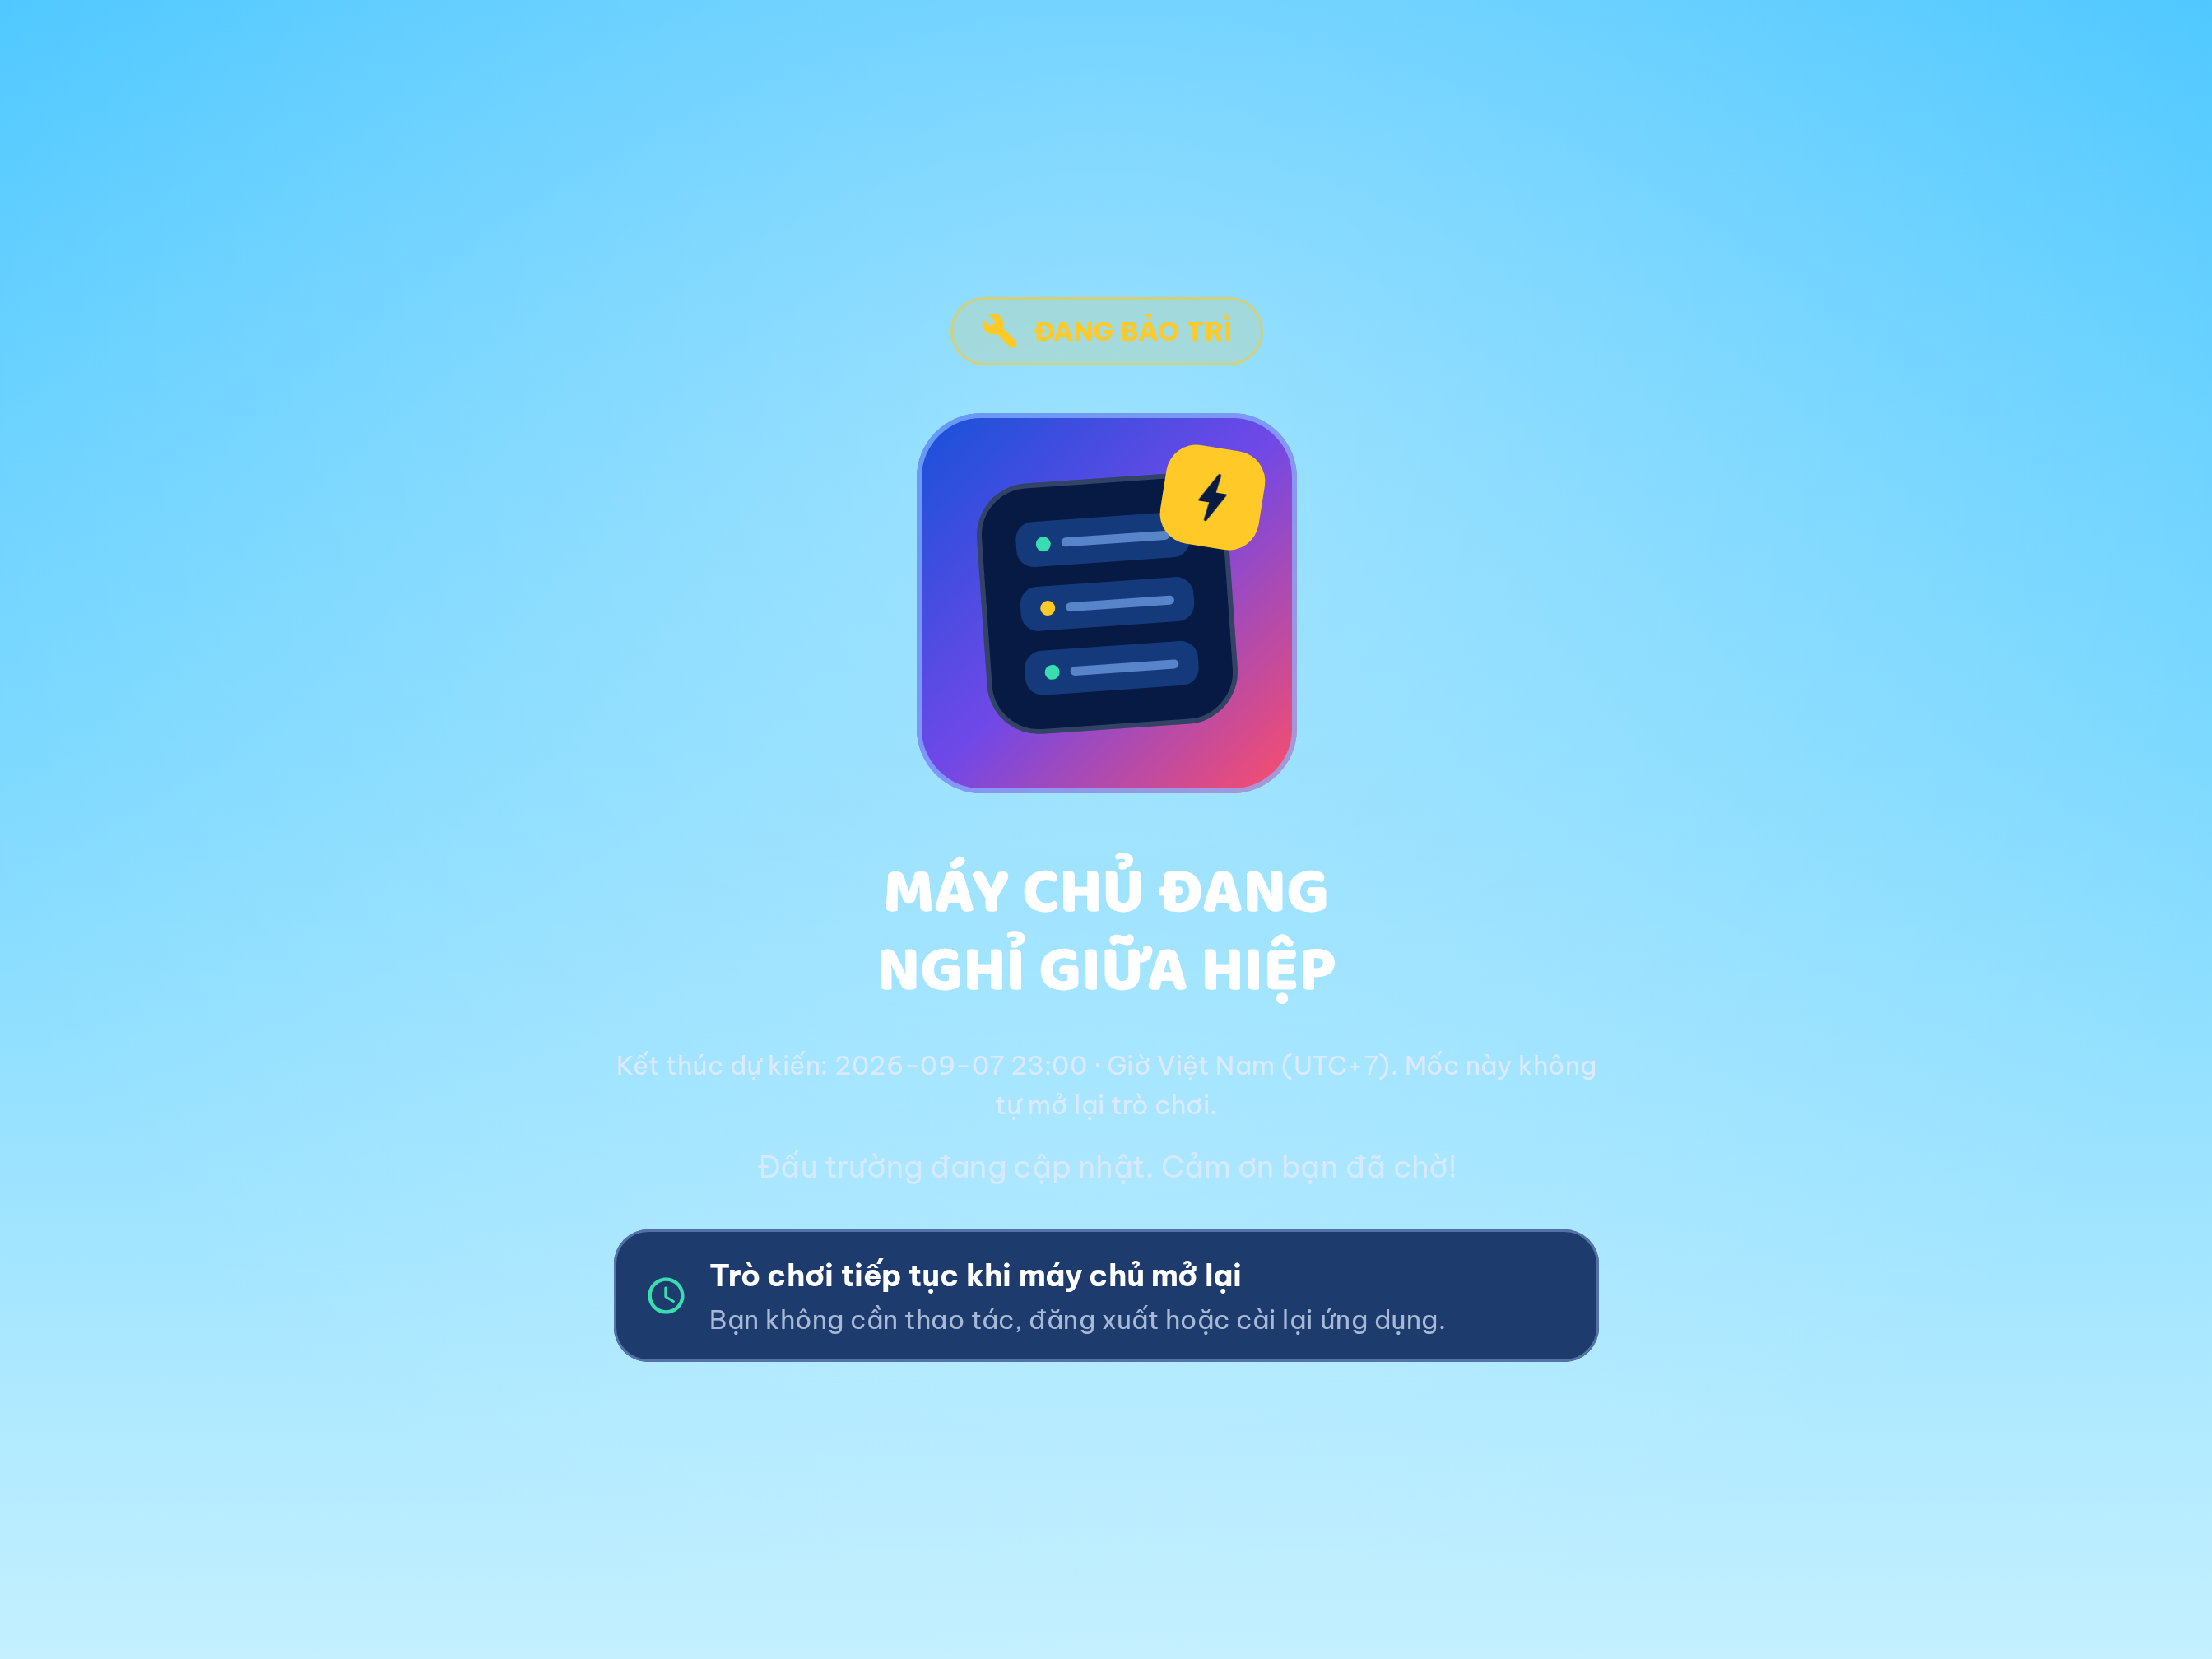 ĐANG BẢO TRÌ
MÁY CHỦ ĐANG
NGHỈ GIỮA HIỆP
Kết thúc dự kiến: 2026-09-07 23:00 · Giờ Việt Nam (UTC+7). Mốc này không
tự mở lại trò chơi.
Đấu trường đang cập nhật. Cảm ơn bạn đã chờ!
Trò chơi tiếp tục khi máy chủ mở lại
Bạn không cần thao tác, đăng xuất hoặc cài lại ứng dụng.